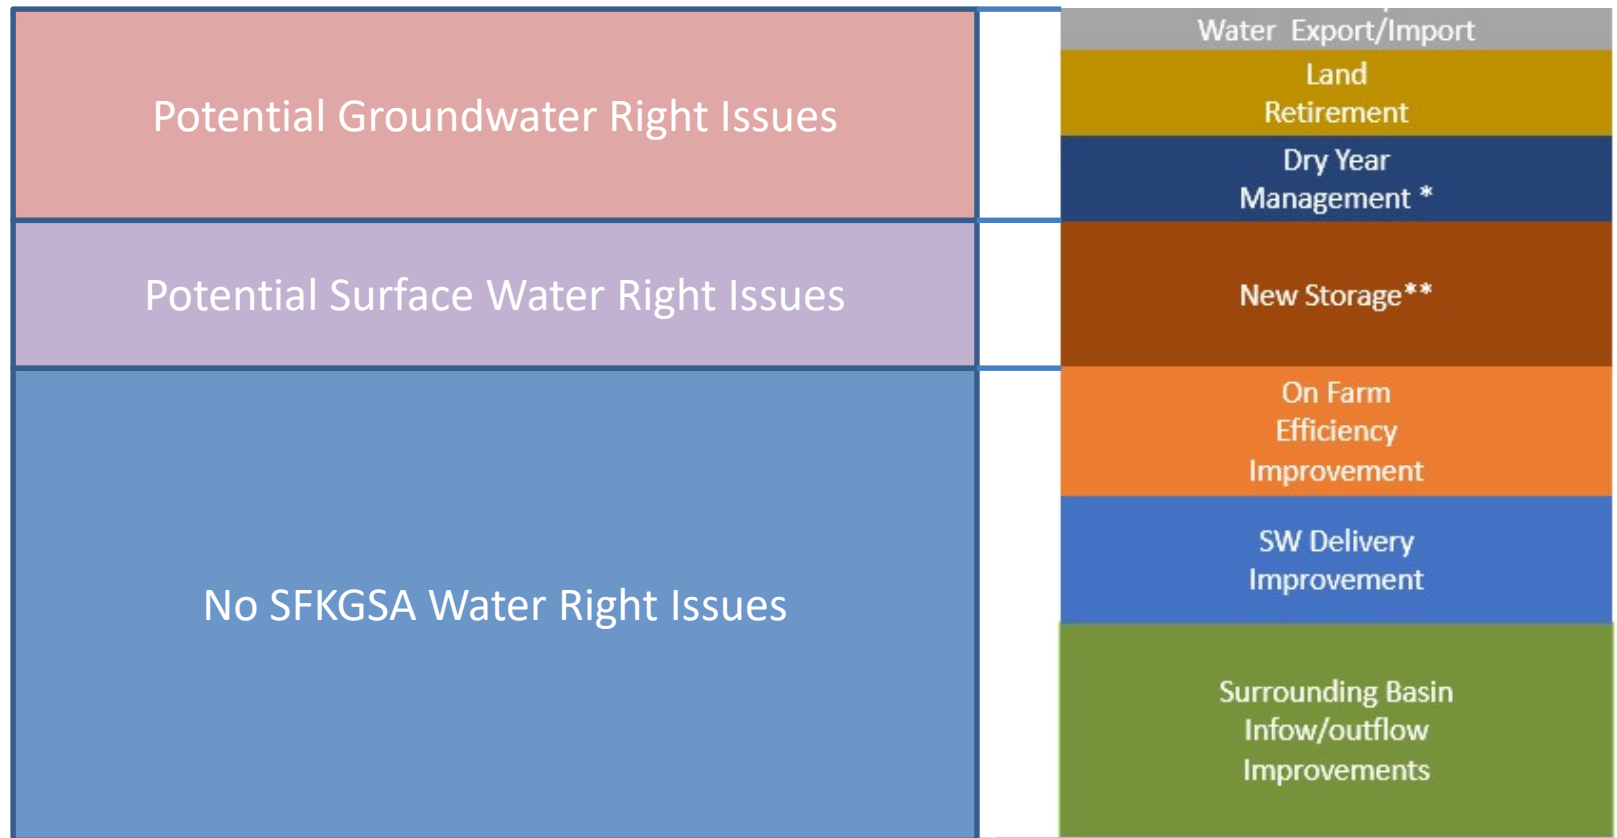 Potential Groundwater Right Issues
Potential Surface Water Right Issues
No SFKGSA Water Right Issues
Water Export/Import
Land
Retirement
Dry Year
Management *
New Storage**
On Farm
Efficiency
Improvement
SW Delivery
Improvement
Surrounding Basin
Infow/outflow
Improvements